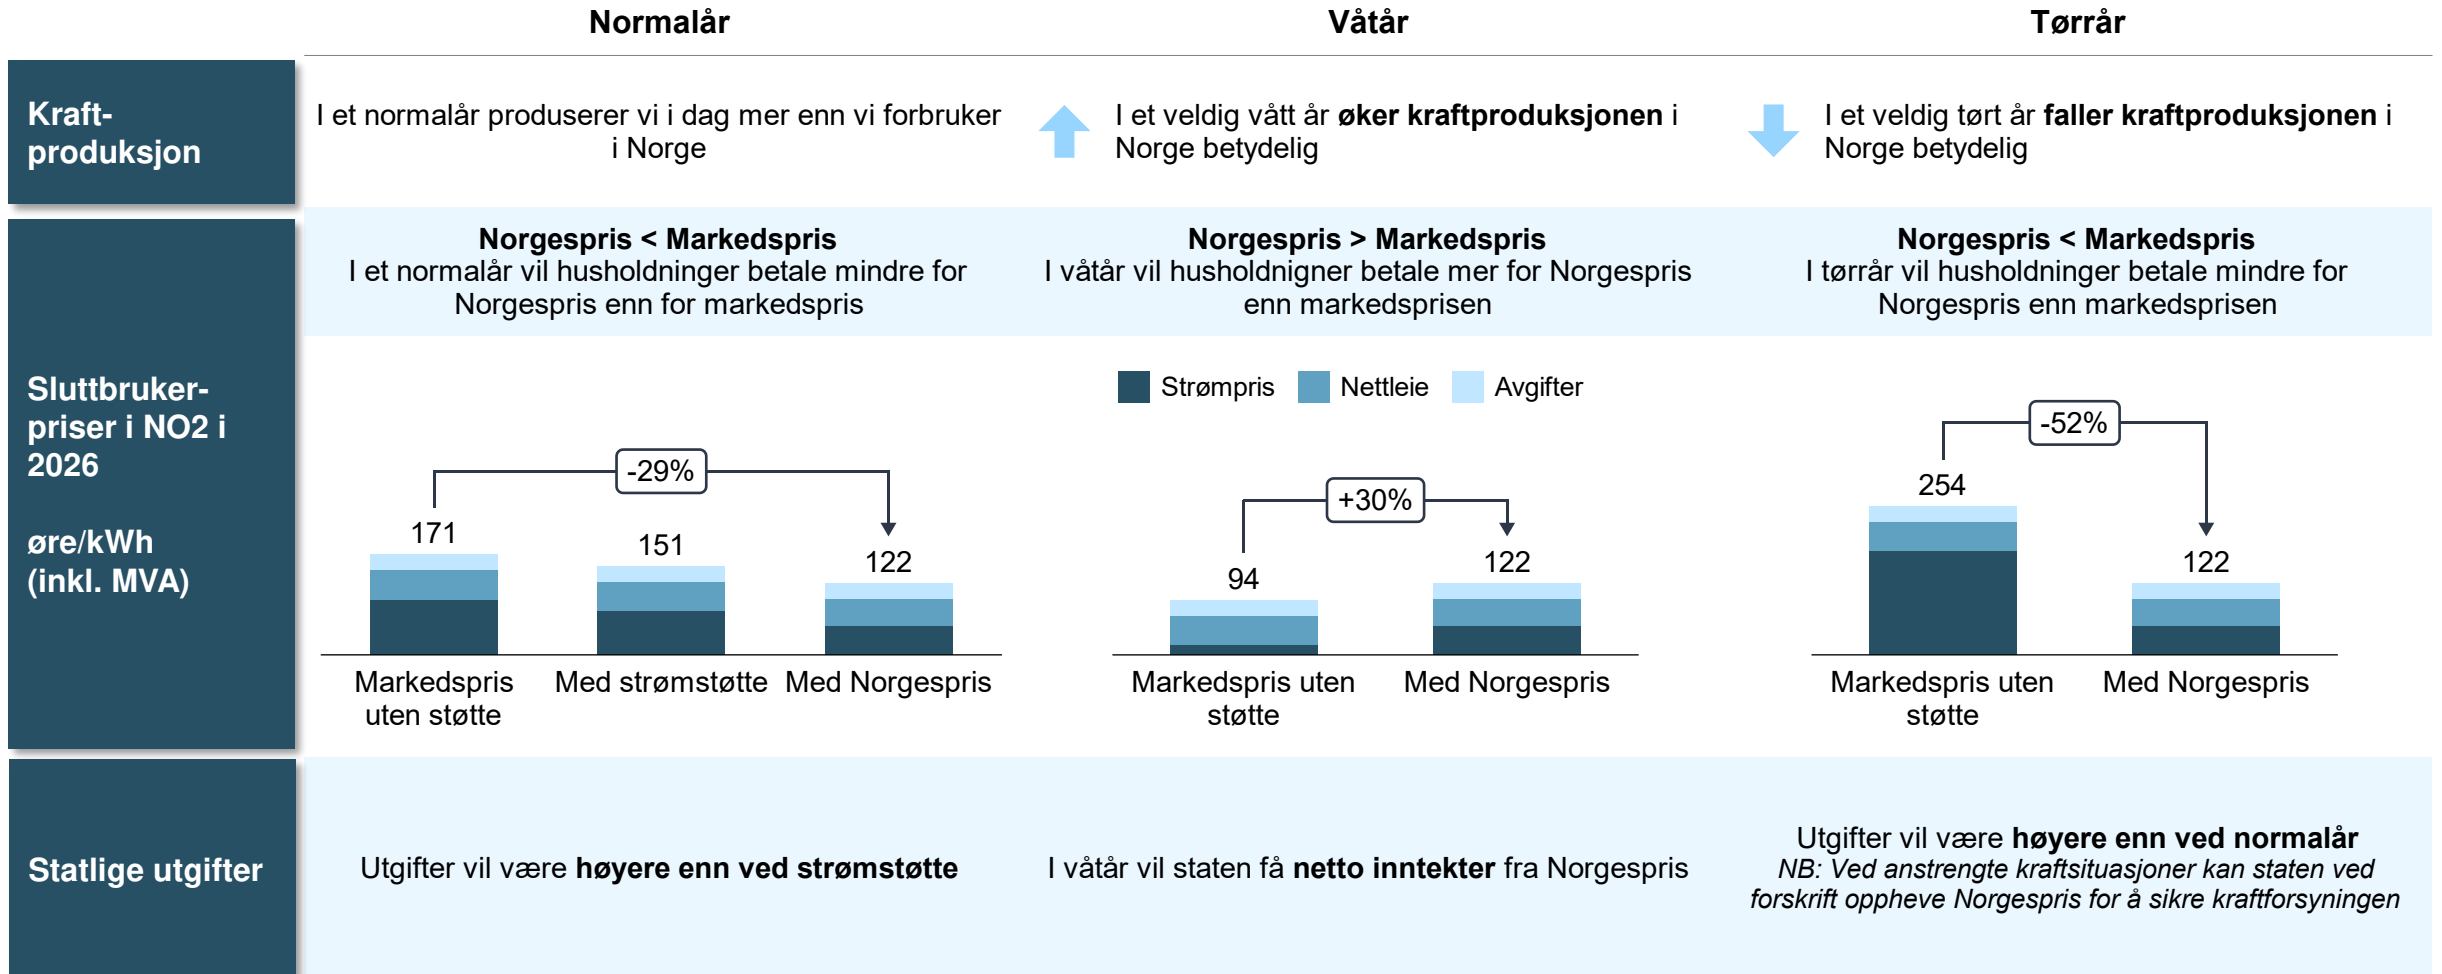 Normalår
Våtår
Tørrår
Kraft-
produksjon
I et normalår produserer vi i dag mer enn vi forbruker
i Norge
I et veldig vått år øker kraftproduksjonen i
Norge betydelig
I et veldig tørt år faller kraftproduksjonen i
Norge betydelig
Sluttbruker-
priser i NO2 i
2026
øre/kWh
(inkl. MVA)
Norgespris < Markedspris
I et normalår vil husholdninger betale mindre for
Norgespris enn for markedspris
Norgespris > Markedspris
I våtår vil husholdnigner betale mer for Norgespris
enn markedsprisen
Norgespris < Markedspris
I tørrår vil husholdninger betale mindre for
Norgespris enn markedsprisen
Strømpris
Nettleie
Avgifter
-29%
171
151
122
Markedspris
uten støtte
Med strømstøtte
Med Norgespris
+30%
94
122
Markedspris uten
støtte
Med Norgespris
-52%
254
122
Markedspris uten
støtte
Med Norgespris
Statlige utgifter
Utgifter vil være høyere enn ved strømstøtte
I våtår vil staten få netto inntekter fra Norgespris
Utgifter vil være høyere enn ved normalår
NB: Ved anstrengte kraftsituasjoner kan staten ved
forskrift oppheve Norgespris for å sikre kraftforsyningen